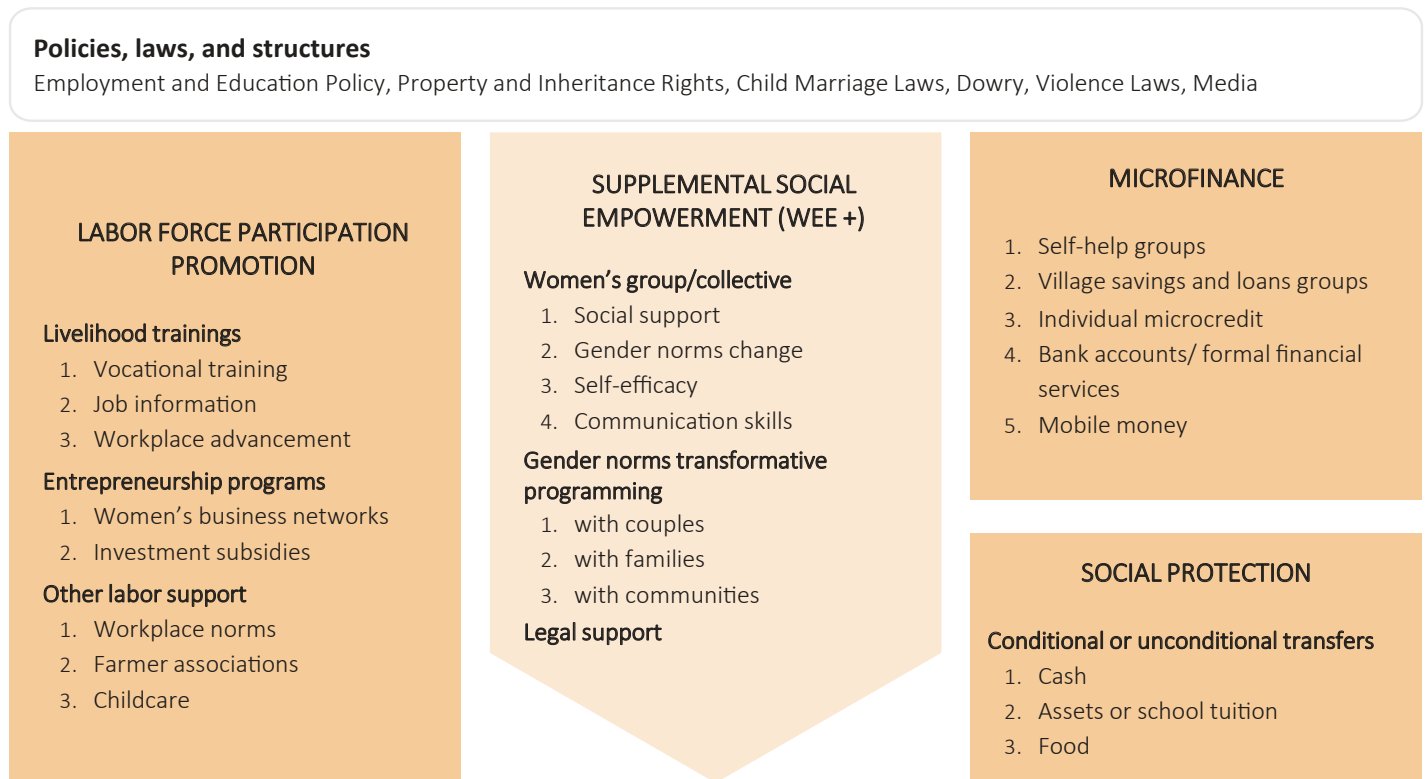 Policies, laws, and structures
Employment and Education Policy, Property and Inheritance Rights, Child Marriage Laws, Dowry, Violence Laws, Media
LABOR FORCE PARTICIPATION
PROMOTION
Livelihood trainings
1. Vocational training
2. Job information
3. Workplace advancement
Entrepreneurship programs
1. Women’s business networks
2. Investment subsidies
Other labor support
1. Workplace norms
2. Farmer associations
3. Childcare
SUPPLEMENTAL SOCIAL
EMPOWERMENT (WEE +)
Women’s group/collective
1. Social support
2. Gender norms change
3. Self-efficacy
4. Communication skills
Gender norms transformative
programming
1. with couples
2. with families
3. with communities
Legal support
MICROFINANCE
1. Self-help groups
2. Village savings and loans groups
3. Individual microcredit
4. Bank accounts/ formal financial
services
5. Mobile money
SOCIAL PROTECTION
Conditional or unconditional transfers
1. Cash
2. Assets or school tuition
3. Food